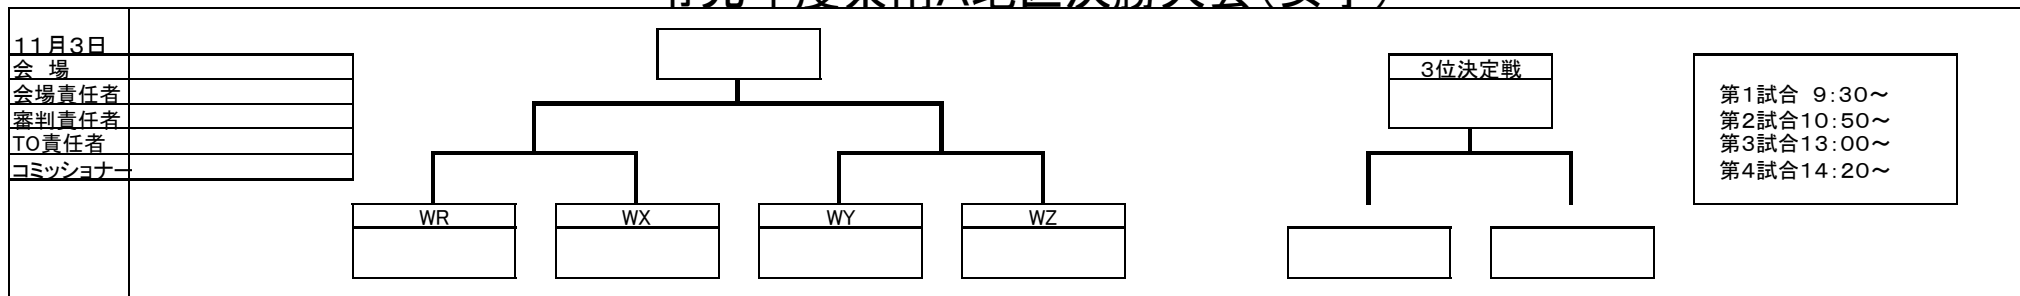 11月3日
会 場
会場責任者
審判責任者
TO責任者
コミッショナー
WR
WX
WY
WZ
3位決定戦
第1試合 9:30～
第2試合10:50～
第3試合13:00～
第4試合14:20～